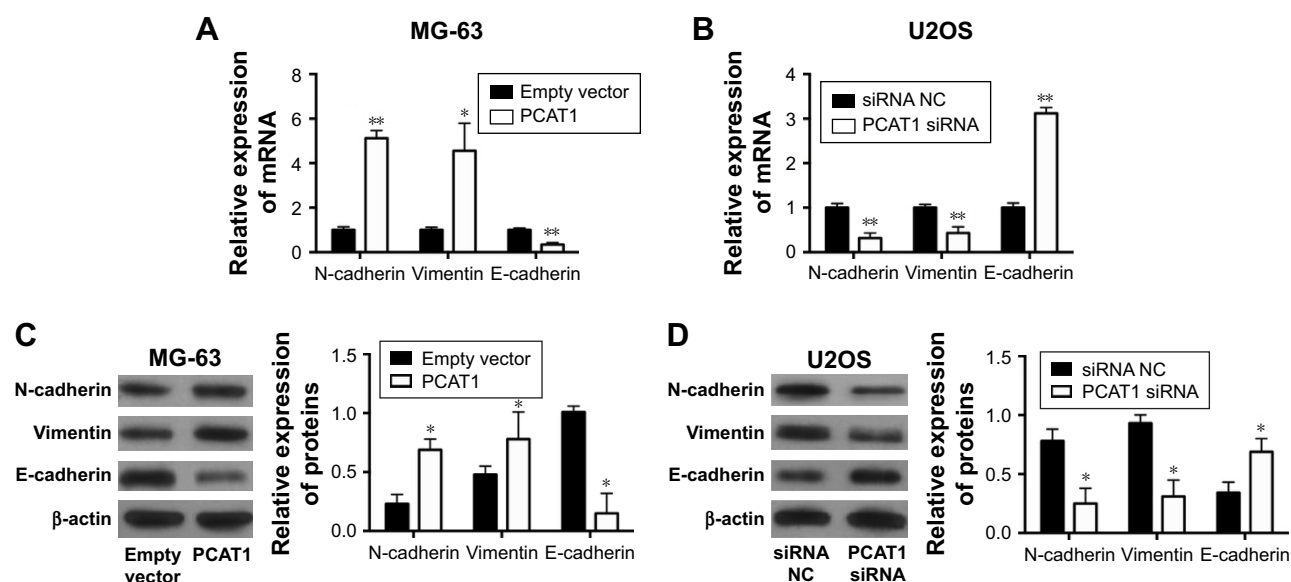 A
MG-63
Relative expression
of mRNA
8
6
4
2
0
Empty vector
PCAT1
**
*
**
N-cadherin Vimentin E-cadherin
B
U2OS
Relative expression
of mRNA
4
3
2
1
0
siRNA NC
PCAT1 siRNA
**
**
**
N-cadherin Vimentin E-cadherin
C
MG-63
N-cadherin
Vimentin
E-cadherin
β-actin
Empty
vector
PCAT1
Relative expression
of proteins
1.5
1.0
0.5
0.0
Empty vector
PCAT1
*
*
*
N-cadherin Vimentin E-cadherin
D
U2OS
N-cadherin
Vimentin
E-cadherin
β-actin
siRNA
NC
PCAT1
siRNA
Relative expression
of proteins
1.5
1.0
0.5
0.0
siRNA NC
PCAT1 siRNA
*
*
*
N-cadherin Vimentin E-cadherin